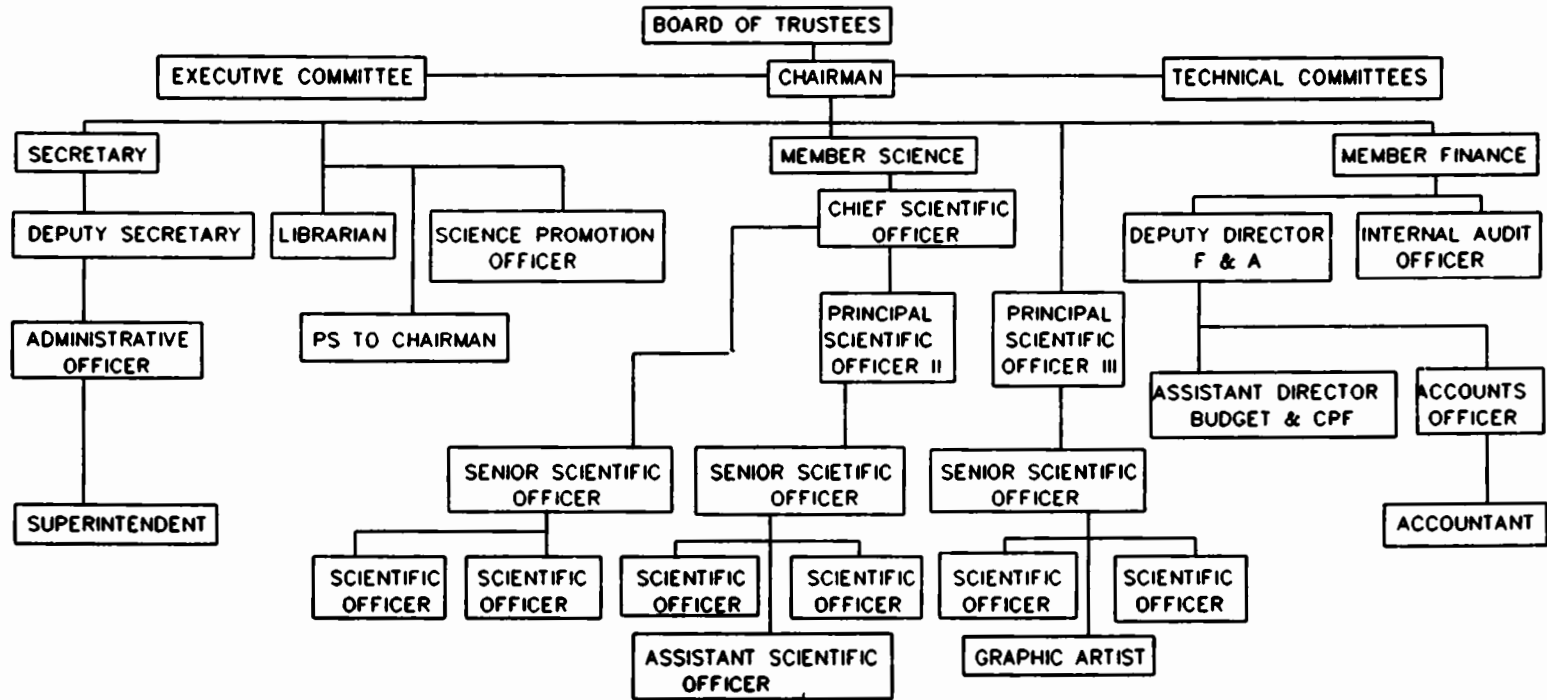 BOARD OF TRUSTEES
EXECUTIVE COMMITTEE
CHAIRMAN
TECHNICAL COMMITTEES
SECRETARY
MEMBER SCIENCE
MEMBER FINANCE
DEPUTY SECRETARY
LIBRARIAN
SCIENCE PROMOTION
OFFICER
CHIEF SCIENTIFIC
OFFICER
DEPUTY DIRECTOR
F & A
INTERNAL AUDIT
OFFICER
ADMINISTRATIVE
OFFICER
PS TO CHAIRMAN
PRINCIPAL
SCIENTIFIC
OFFICER II
PRINCIPAL
SCIENTIFIC
OFFICER III
ASSISTANT DIRECTOR
BUDGET & CPF
ACCOUNTS
OFFICER
SENIOR SCIENTIFIC
OFFICER
SENIOR SCIETIFIC
OFFICER
SENIOR SCIENTIFIC
OFFICER
SUPERINTENDENT
ACCOUNTANT
SCIENTIFIC
OFFICER
SCIENTIFIC
OFFICER
SCIENTIFIC
OFFICER
SCIENTIFIC
OFFICER
SCIENTIFIC
OFFICER
SCIENTIFIC
OFFICER
ASSISTANT SCIENTIFIC
OFFICER
GRAPHIC ARTIST